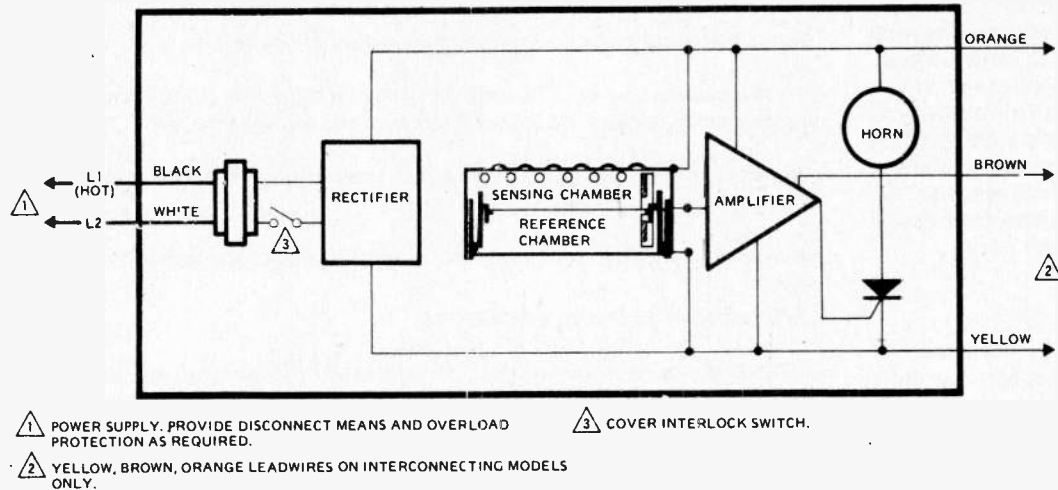 ORANGE
HORN
BROWN
L1
(HOT)
BLACK
1
WHITE
L2
3
RECTIFIER
SENSING CHAMBER
REFERENCE
CHAMBER
AMPLIFIER
2
YELLOW
1 POWER SUPPLY. PROVIDE DISCONNECT MEANS AND OVERLOAD
PROTECTION AS REQUIRED.
3 COVER INTERLOCK SWITCH.
2 YELLOW, BROWN, ORANGE LEADWIRES ON INTERCONNECTING MODELS
ONLY.